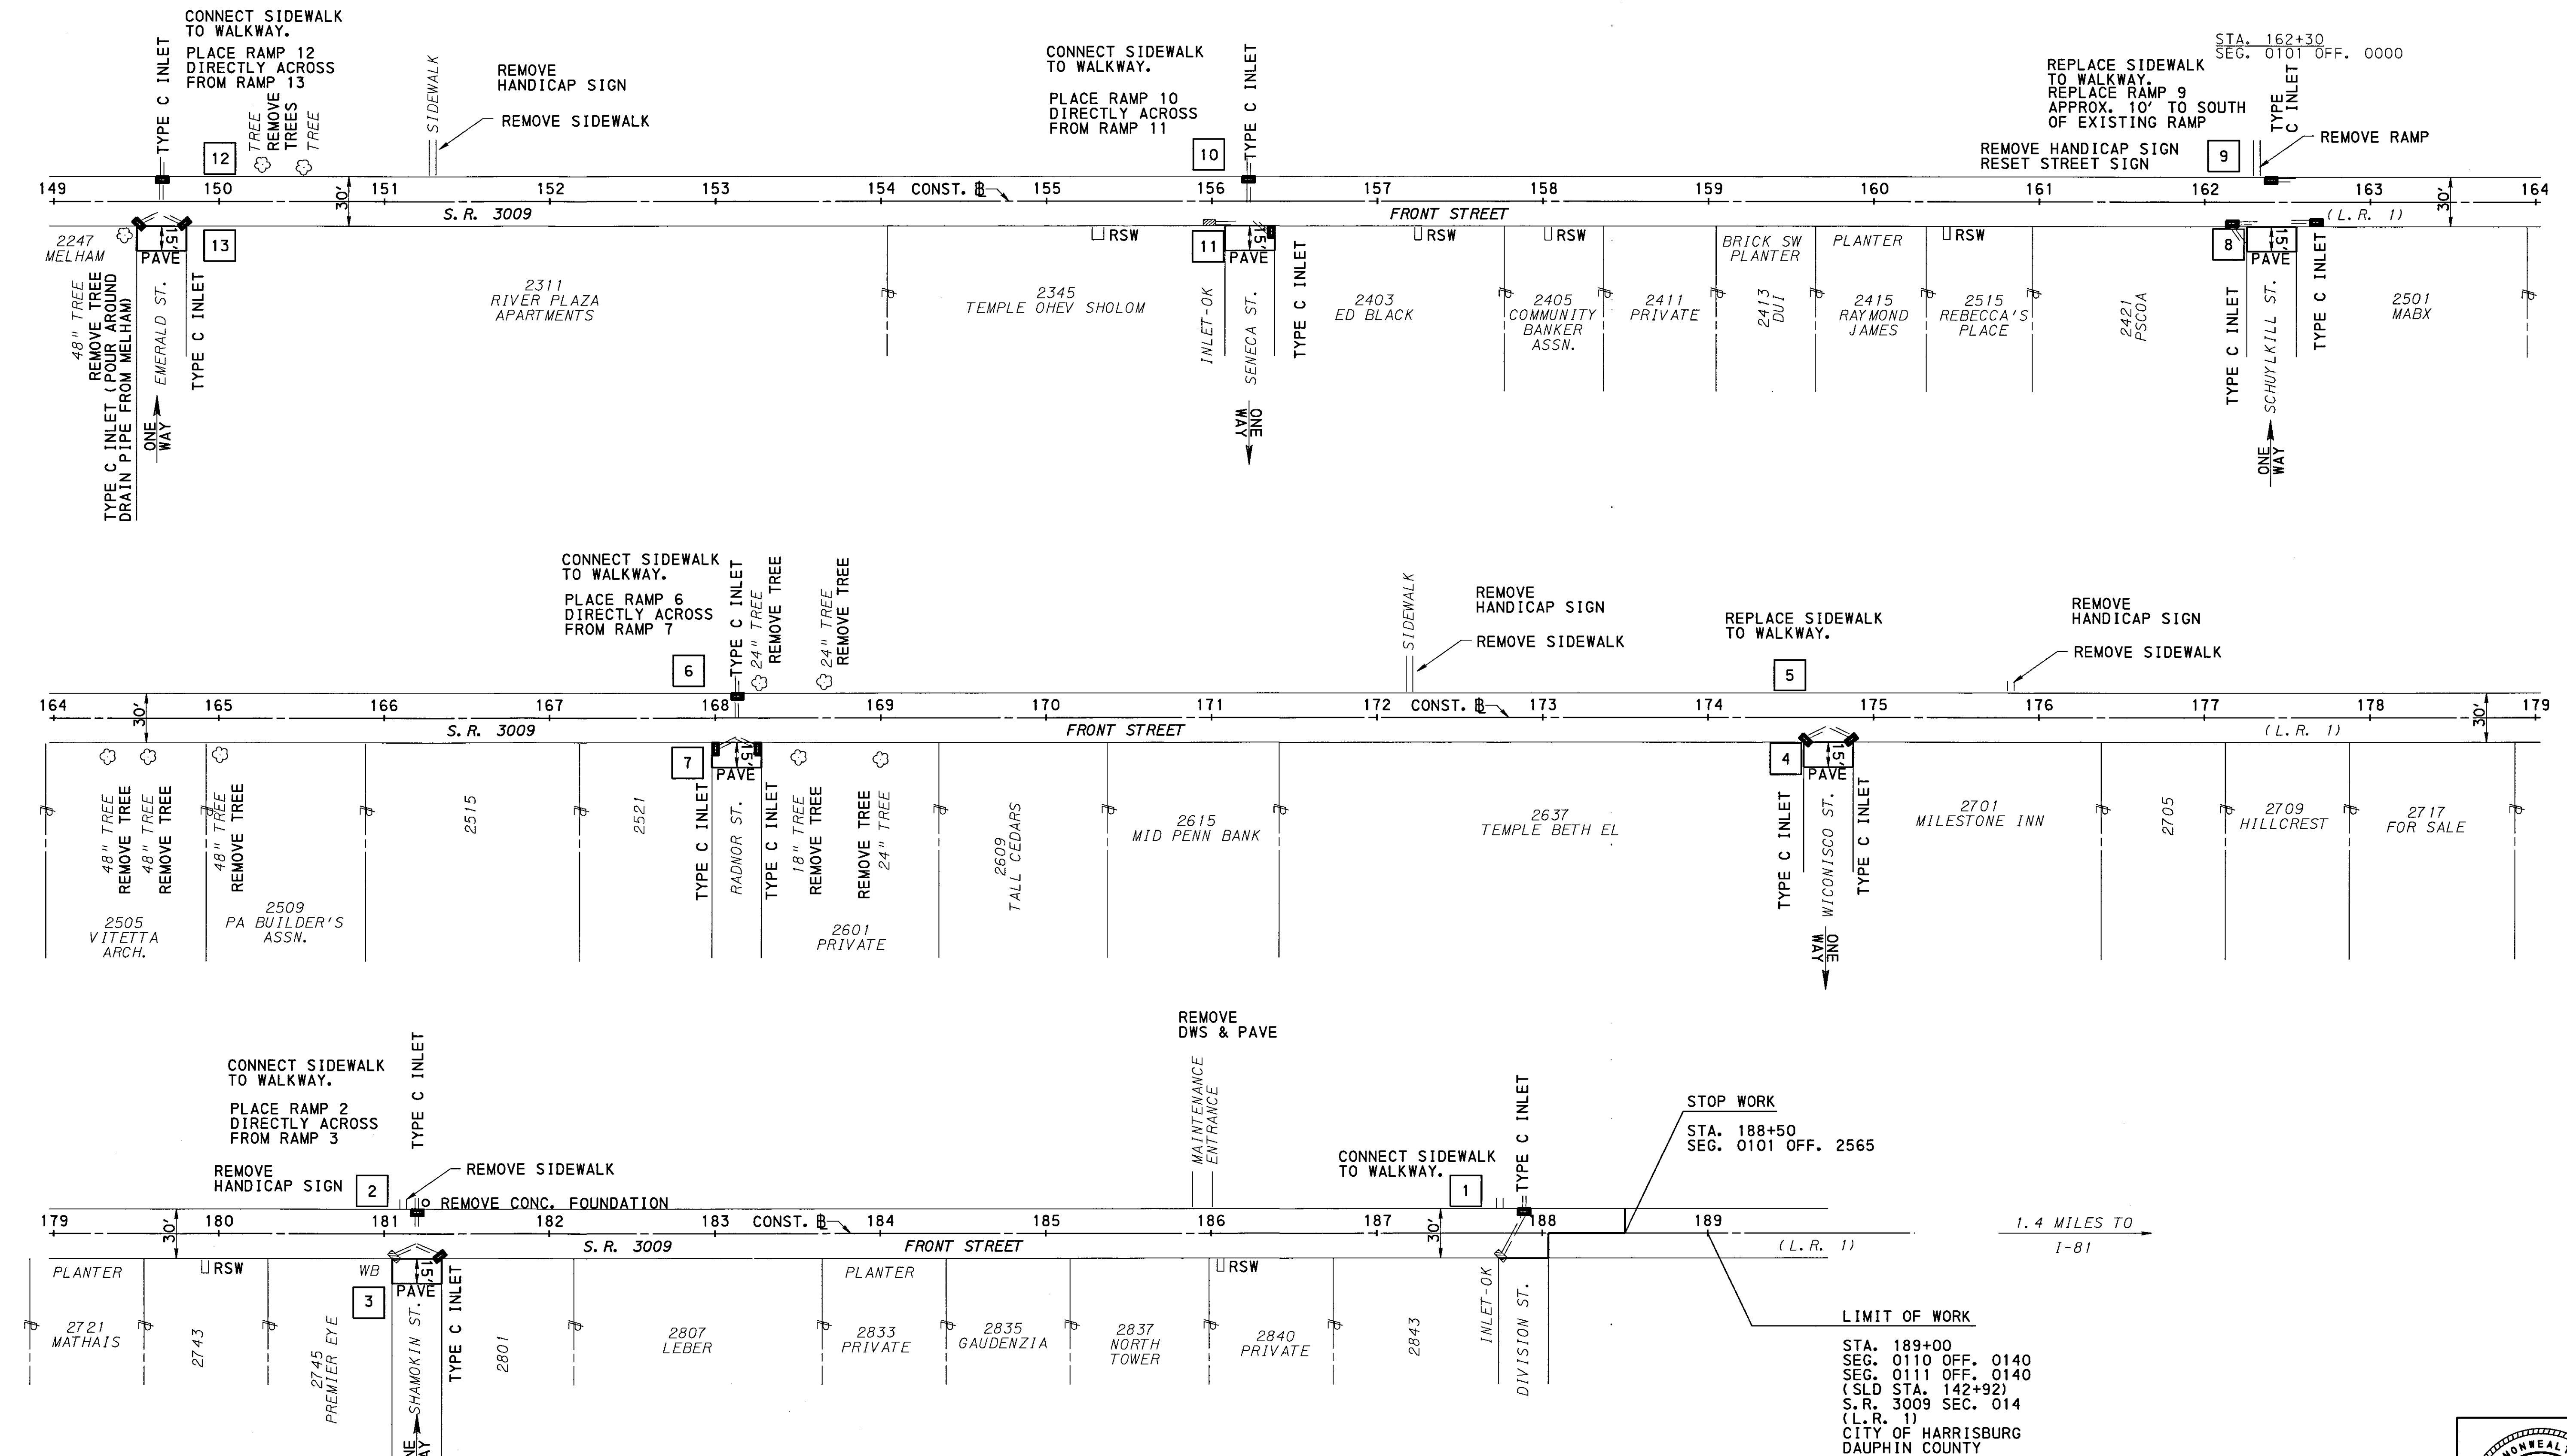 CONNECT SIDEWALK
TO WALKWAY.
PLACE RAMP 12
DIRECTLY ACROSS
FROM RAMP 13
TYPE C INLET
12
TREE
REMOVE
TREES
TREE
SIDEWALK
REMOVE
HANDICAP SIGN
REMOVE SIDEWALK
CONNECT SIDEWALK
TO WALKWAY.
PLACE RAMP 10
DIRECTLY ACROSS
FROM RAMP 11
10
TYPE C INLET
STA. 162+30
SEG. 0101 OFF. 0000
REPLACE SIDEWALK
TO WALKWAY.
REPLACE RAMP 9
APPROX. 10' TO SOUTH
OF EXISTING RAMP
REMOVE HANDICAP SIGN
RESET STREET SIGN
9
TYPE
C INLET
REMOVE RAMP
149 150 151 152 153 154 CONST. BL 155 156 157 158 159 160 161 162 163 164
30'
S.R. 3009
FRONT STREET
(L.R. 1)
30'
2247
MELHAM
15'
PAVE
13
48" TREE
REMOVE TREE
TYPE C INLET (POUR AROUND
DRAIN PIPE FROM MELHAM)
EMERALD ST.
ONE
WAY
TYPE C INLET
2311
RIVER PLAZA
APARTMENTS
RSW
2345
TEMPLE OHEV SHOLOM
11
INLET-OK
15'
PAVE
SENECA ST.
ONE
WAY
TYPE C INLET
RSW
2403
ED BLACK
RSW
2405
COMMUNITY
BANKER
ASSN.
2411
PRIVATE
BRICK SW
PLANTER
2413
DUI
PLANTER
2415
RAYMOND
JAMES
RSW
2515
REBECCA'S
PLACE
2421
PSCOA
8
TYPE C INLET
15'
PAVE
SCHUYLKILL ST.
ONE
WAY
TYPE C INLET
2501
MABX
CONNECT SIDEWALK
TO WALKWAY.
PLACE RAMP 6
DIRECTLY ACROSS
FROM RAMP 7
6
TYPE C INLET
24" TREE
REMOVE TREE
24" TREE
REMOVE TREE
SIDEWALK
REMOVE
HANDICAP SIGN
REMOVE SIDEWALK
REPLACE SIDEWALK
TO WALKWAY.
5
REMOVE
HANDICAP SIGN
REMOVE SIDEWALK
164 165 166 167 168 169 170 171 172 CONST. BL 173 174 175 176 177 178 179
30'
S.R. 3009
FRONT STREET
(L.R. 1)
30'
48" TREE
REMOVE TREE
48" TREE
REMOVE TREE
48" TREE
REMOVE TREE
2505
VITETTA
ARCH.
2509
PA BUILDER'S
ASSN.
2515
2521
7
TYPE C INLET
15'
PAVE
RADNOR ST.
TYPE C INLET
18" TREE
REMOVE TREE
REMOVE TREE
24" TREE
2601
PRIVATE
2609
TALL CEDARS
2615
MID PENN BANK
2637
TEMPLE BETH EL
4
TYPE C INLET
15'
PAVE
WICONISCO ST.
ONE
WAY
TYPE C INLET
2701
MILESTONE INN
2705
2709
HILLCREST
2717
FOR SALE
CONNECT SIDEWALK
TO WALKWAY.
PLACE RAMP 2
DIRECTLY ACROSS
FROM RAMP 3
REMOVE
HANDICAP SIGN
2
TYPE C INLET
REMOVE SIDEWALK
REMOVE CONC. FOUNDATION
REMOVE
DWS & PAVE
MAINTENANCE
ENTRANCE
CONNECT SIDEWALK
TO WALKWAY.
1
TYPE C INLET
STOP WORK
STA. 188+50
SEG. 0101 OFF. 2565
179 180 181 182 183 CONST. BL 184 185 186 187 188 189
30'
S.R. 3009
FRONT STREET
30'
(L.R. 1)
1.4 MILES TO
I-81
PLANTER
2721
MATHAIS
RSW
2743
WB
3
2745
PREMIER EYE
15'
PAVE
SHAMOKIN ST.
TYPE C INLET
2801
2807
LEBER
PLANTER
2833
PRIVATE
2835
GAUDENZIA
2837
NORTH
TOWER
RSW
2840
PRIVATE
2843
INLET-OK
DIVISION ST.
LIMIT OF WORK
STA. 189+00
SEG. 0110 OFF. 0140
SEG. 0111 OFF. 0140
(SLD STA. 142+92)
S.R. 3009 SEC. 014
(L.R. 1)
CITY OF HARRISBURG
DAUPHIN COUNTY